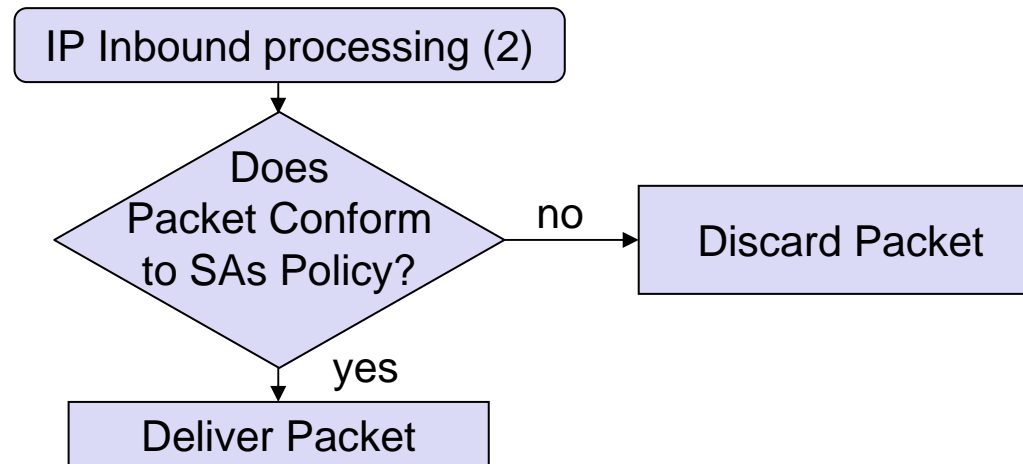 IP Inbound processing (2)
Does
Packet Conform
to SAs Policy?
no
Discard Packet
yes
Deliver Packet